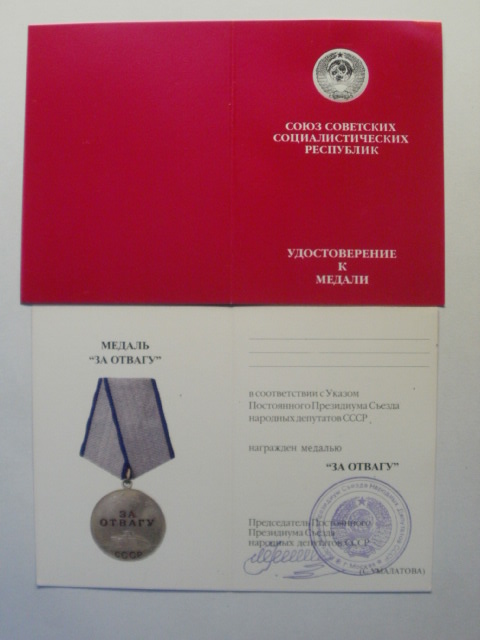 СОЮЗ СОВЕТСКИХ
СОЦИАЛИСТИЧЕСКИХ
РЕСПУБЛИК
УДОСТОВЕРЕНИЕ
К
МЕДАЛИ
МЕДАЛЬ
“ЗА ОТВАГУ”
ЗА
ОТВАГУ
СССР
в соответствии с Указом
Постоянного Президиума Съезда
народных депутатов СССР
награжден медалью
“ЗА ОТВАГУ”
Председатель Постоянного
Президиума Съезда
народных депутатов СССР
УМАЛАТОВА)